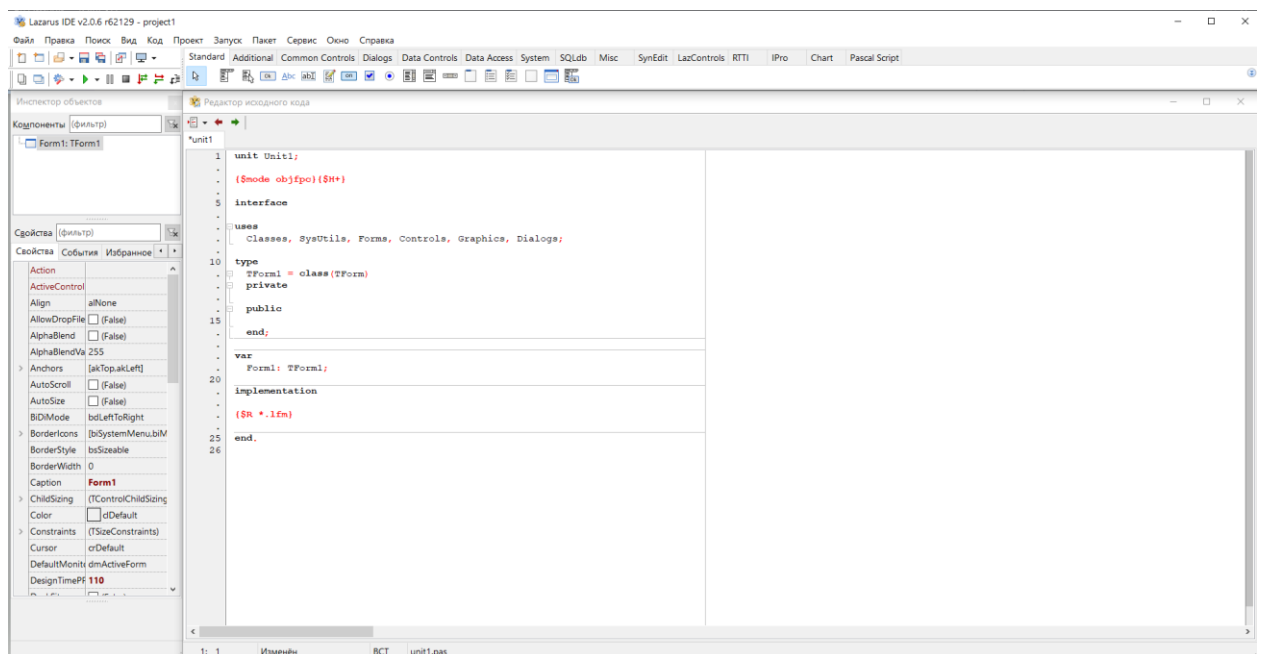 Lazarus IDE v2.0.6 r62129 - project1
Файл Правка Поиск Вид Код Проект Запуск Пакет Сервис Окно Справка
Standard Additional Common Controls Dialogs Data Controls Data Access System SQLdb Misc SynEdit LazControls RTTI IPro Chart Pascal Script
Ok Abc abI on
Инспектор объектов
Компоненты (фильтр)
Form1: TForm1
Свойства (фильтр)
Свойства События Избранное
Action
ActiveControl
Align alNone
AllowDropFile (False)
AlphaBlend (False)
AlphaBlendVa 255
Anchors [akTop,akLeft]
AutoScroll (False)
AutoSize (False)
BiDiMode bdLeftToRight
BorderIcons [biSystemMenu,biM
BorderStyle bsSizeable
BorderWidth 0
Caption Form1
ChildSizing (TControlChildSizing
Color clDefault
Constraints (TSizeConstraints)
Cursor crDefault
DefaultMonito dmActiveForm
DesignTimePF 110
Редактор исходного кода
*unit1
1 unit Unit1;
{$mode objfpc}{$H+}
5 interface
uses
Classes, SysUtils, Forms, Controls, Graphics, Dialogs;
10 type
TForm1 = class(TForm)
private
public
15
end;
var
Form1: TForm1;
20
implementation
{$R *.lfm}
25 end.
26
1: 1 Изменён ВСТ unit1.pas